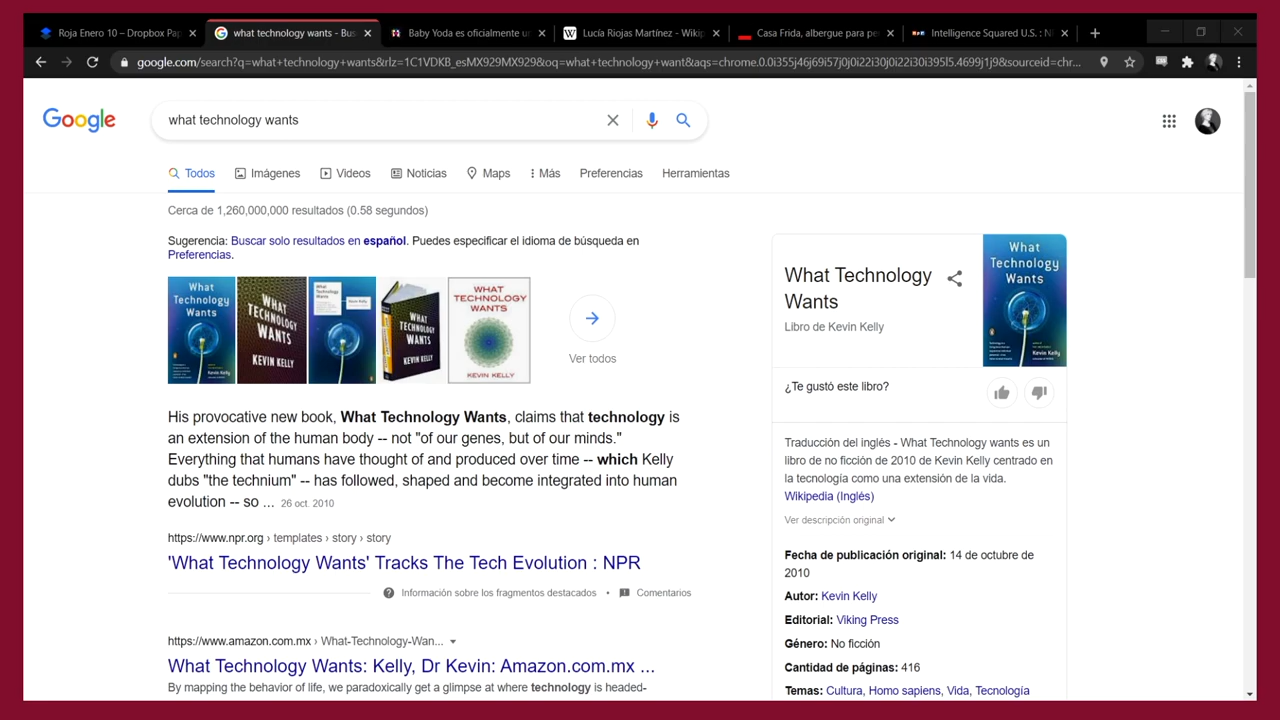 Roja Enero 10 – Dropbox Pap
what technology wants - Bus
Baby Yoda es oficialmente un
Lucía Riojas Martínez - Wikip
Casa Frida, albergue para pe
Intelligence Squared U.S. : NP
google.com/search?q=what+technology+wants&rlz=1C1VDKB_esMX929MX929&oq=what+technology+want&aqs=chrome.0.0i355j46j69i57j0j0i22i30j0i22i30i395l5.4699j1j9&sourceid=chr...
Google
what technology wants
Todos
Imágenes
Videos
Noticias
Maps
Más
Preferencias
Herramientas
Cerca de 1,260,000,000 resultados (0.58 segundos)
Sugerencia: Buscar solo resultados en español. Puedes especificar el idioma de búsqueda en
Preferencias.
What
Technology
Wants
Kevin Kelly
WHAT
TECHNOLOGY
WANTS
KEVIN KELLY
What
Technology
Wants
Kevin Kelly
WHAT
TECHNOLOGY
WANTS
KEVIN KELLY
WHAT
TECHNOLOGY
WANTS
KEVIN KELLY
Ver todos
His provocative new book, What Technology Wants, claims that technology is
an extension of the human body -- not "of our genes, but of our minds."
Everything that humans have thought of and produced over time -- which Kelly
dubs "the technium" -- has followed, shaped and become integrated into human
evolution -- so ... 26 oct. 2010
https://www.npr.org › templates › story › story
'What Technology Wants' Tracks The Tech Evolution : NPR
Información sobre los fragmentos destacados • Comentarios
https://www.amazon.com.mx › What-Technology-Wan...
What Technology Wants: Kelly, Dr Kevin: Amazon.com.mx ...
By mapping the behavior of life, we paradoxically get a glimpse at where technology is headed-
What Technology
Wants
Libro de Kevin Kelly
What
Technology
Wants
Kevin Kelly
¿Te gustó este libro?
Traducción del inglés - What Technology wants es un
libro de no ficción de 2010 de Kevin Kelly centrado en
la tecnología como una extensión de la vida.
Wikipedia (Inglés)
Ver descripción original
Fecha de publicación original: 14 de octubre de
2010
Autor: Kevin Kelly
Editorial: Viking Press
Género: No ficción
Cantidad de páginas: 416
Temas: Cultura, Homo sapiens, Vida, Tecnología